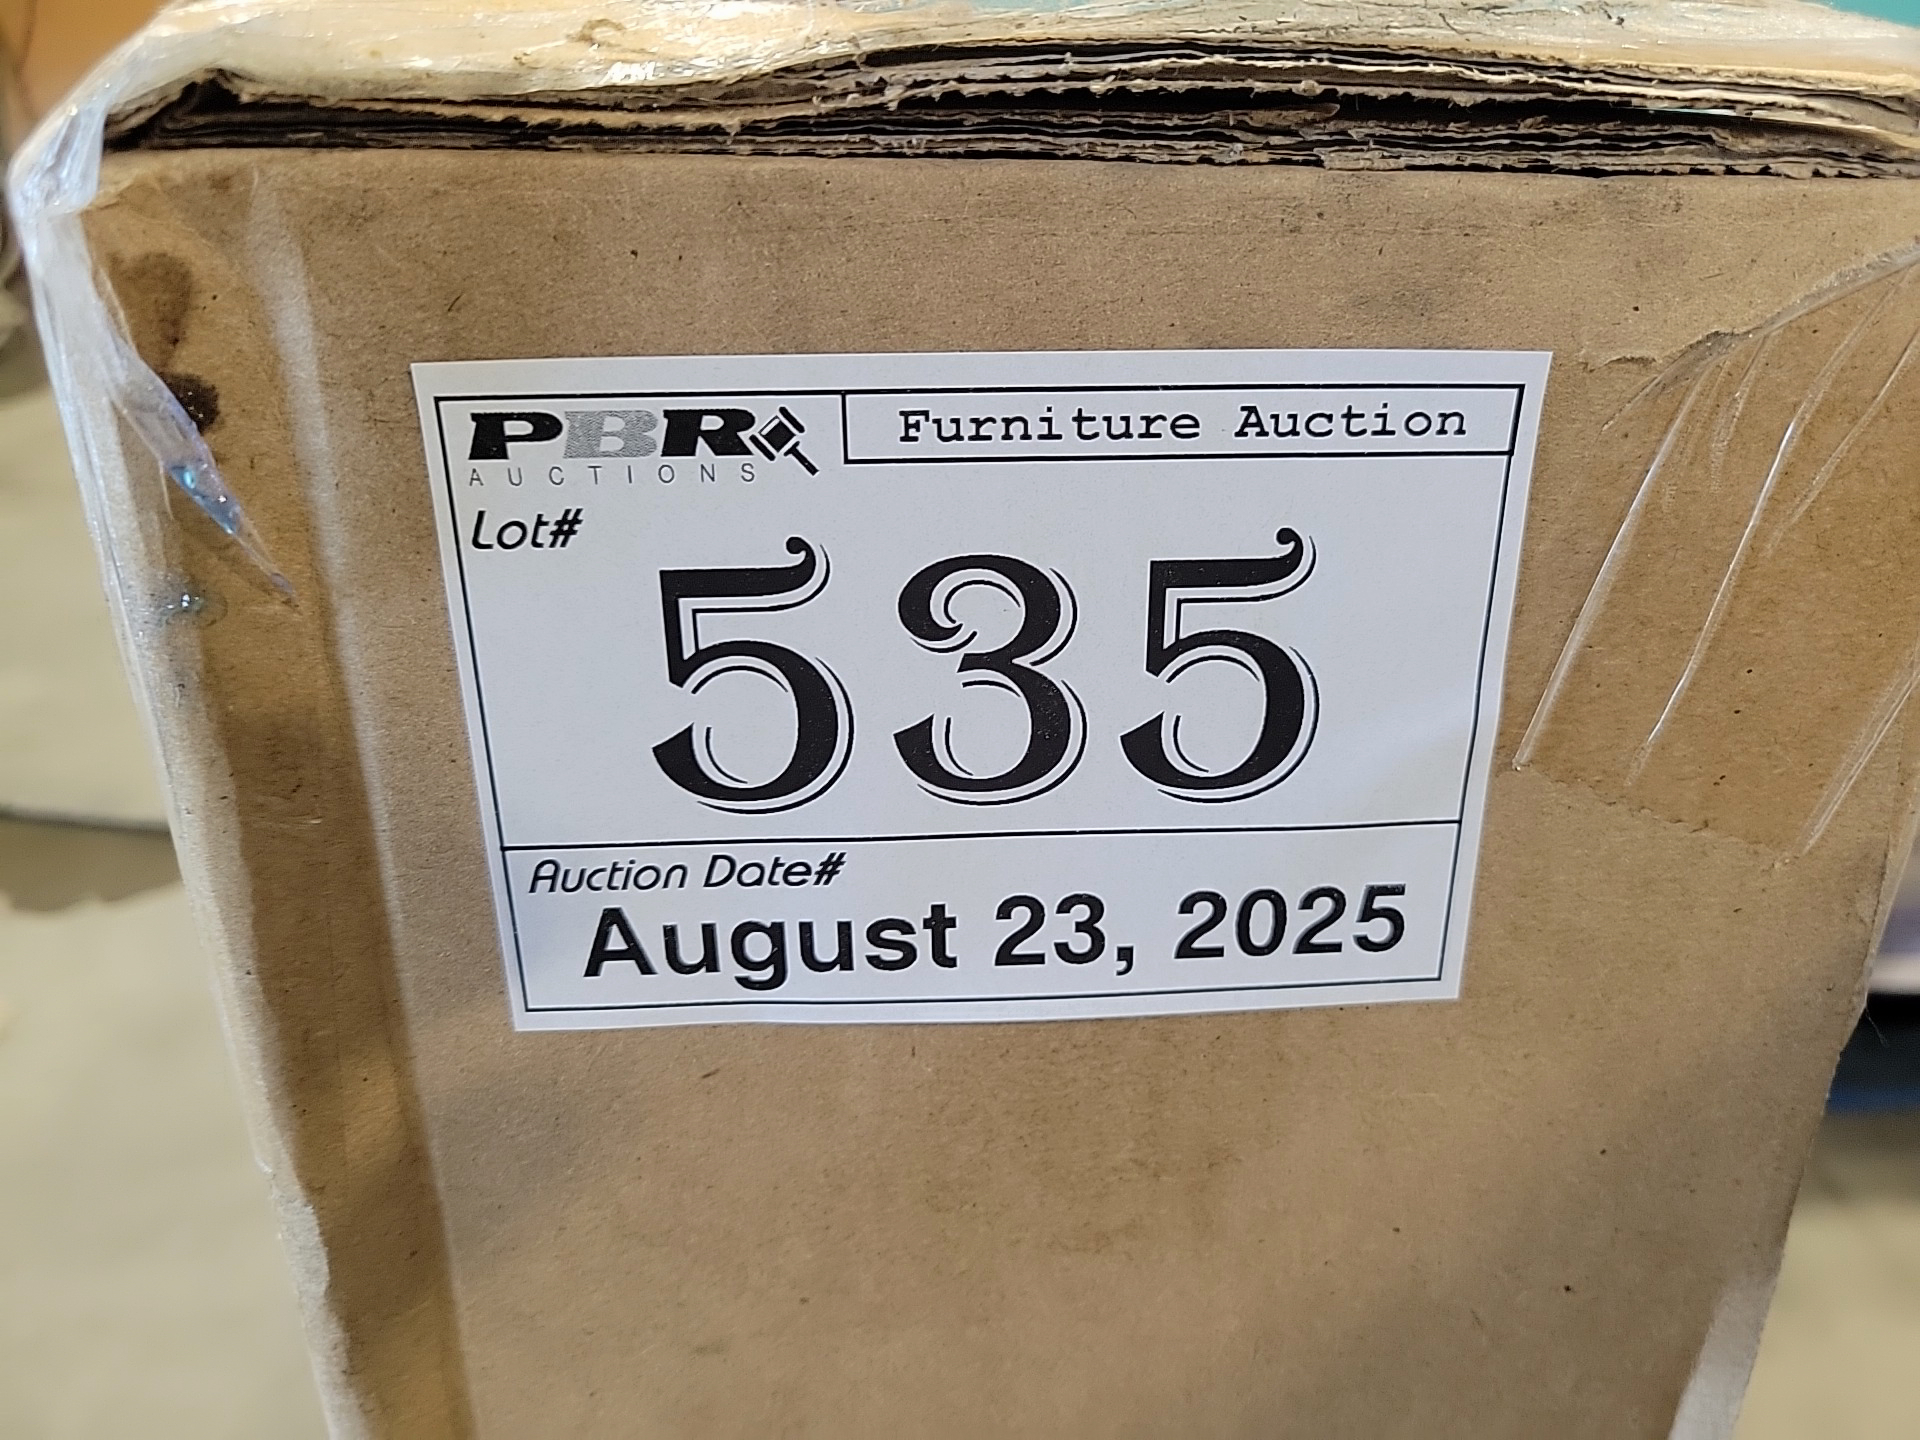 PBR
AUCTIONS
Furniture Auction
Lot#
535
Auction Date#
August 23, 2025